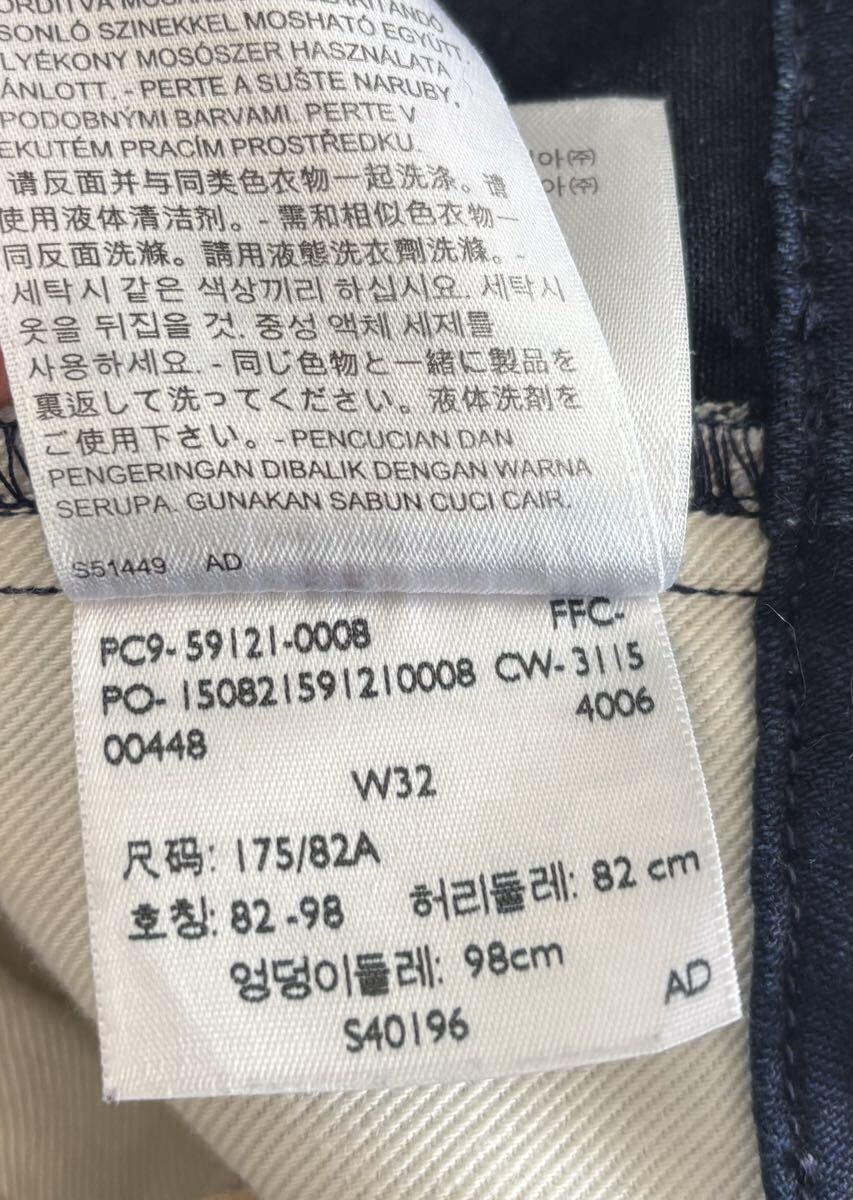 SONLÓ SZINEKKEL MOSHATÓ EGYÜTT.
LYÉKONY MOSÓSZER HASZNÁLATA
ÁNLOTT. - PERTE A SUŠTE NARUBY,
PODOBNÝMI BARVAMI. PERTE V
EKUTÉM PRACÍM PROSTŘEDKU.
请反面并与同类色衣物一起洗涤。请
使用液体清洁剂。- 需和相似色衣物一
同反面洗滌。請用液態洗衣劑洗滌。-
세탁시 같은 색상끼리 하십시요. 세탁시
옷을 뒤집을 것. 중성 액체 세제를
사용하세요. - 同じ色物と一緒に製品を
裏返して洗ってください。液体洗剤を
ご使用下さい。- PENCUCIAN DAN
PENGERINGAN DIBALIK DENGAN WARNA
SERUPA. GUNAKAN SABUN CUCI CAIR.
S51449 AD
아(주)
아(주)
PC9- 59121-0008 FFC-
PO- 150821591210008 CW- 3115
00448 4006
W32
尺码: 175/82A
호칭: 82 -98 허리둘레: 82 cm
엉덩이둘레: 98cm
S40196 AD